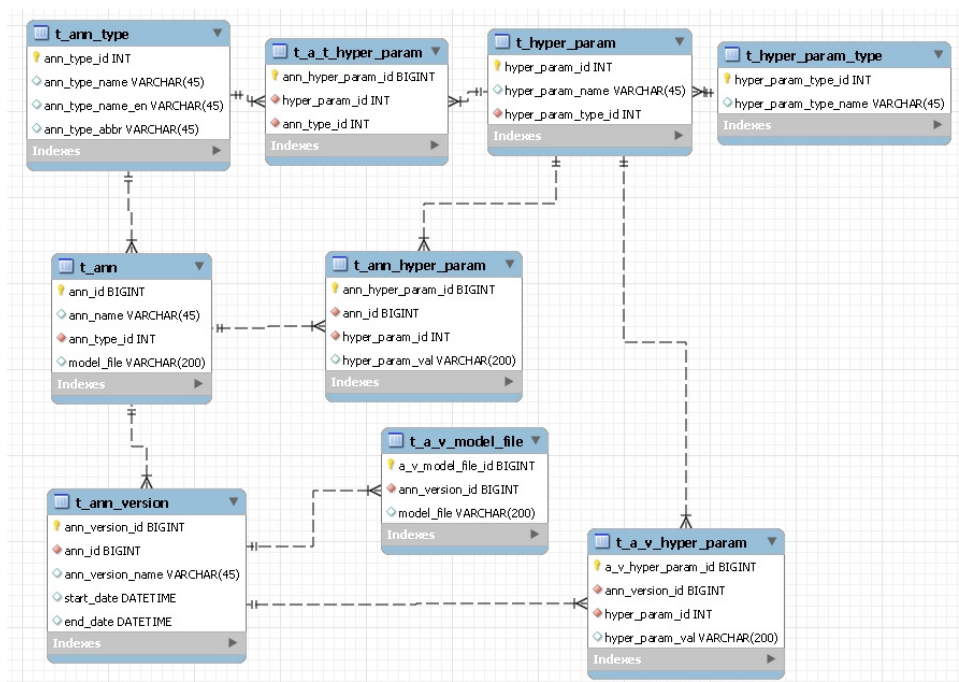 t_ann_type
ann_type_id INT
ann_type_name VARCHAR(45)
ann_type_name_en VARCHAR(45)
ann_type_abbr VARCHAR(45)
Indexes
t_a_t_hyper_param
ann_hyper_param_id BIGINT
hyper_param_id INT
ann_type_id INT
Indexes
t_hyper_param
hyper_param_id INT
hyper_param_name VARCHAR(45)
hyper_param_type_id INT
Indexes
t_hyper_param_type
hyper_param_type_id INT
hyper_param_type_name VARCHAR(45)
Indexes
t_ann
ann_id BIGINT
ann_name VARCHAR(45)
ann_type_id INT
model_file VARCHAR(200)
Indexes
t_ann_hyper_param
ann_hyper_param_id BIGINT
ann_id BIGINT
hyper_param_id INT
hyper_param_val VARCHAR(200)
Indexes
t_a_v_model_file
a_v_model_file_id BIGINT
ann_version_id BIGINT
model_file VARCHAR(200)
Indexes
t_ann_version
ann_version_id BIGINT
ann_id BIGINT
ann_version_name VARCHAR(45)
start_date DATETIME
end_date DATETIME
Indexes
t_a_v_hyper_param
a_v_hyper_param_id BIGINT
ann_version_id BIGINT
hyper_param_id INT
hyper_param_val VARCHAR(200)
Indexes